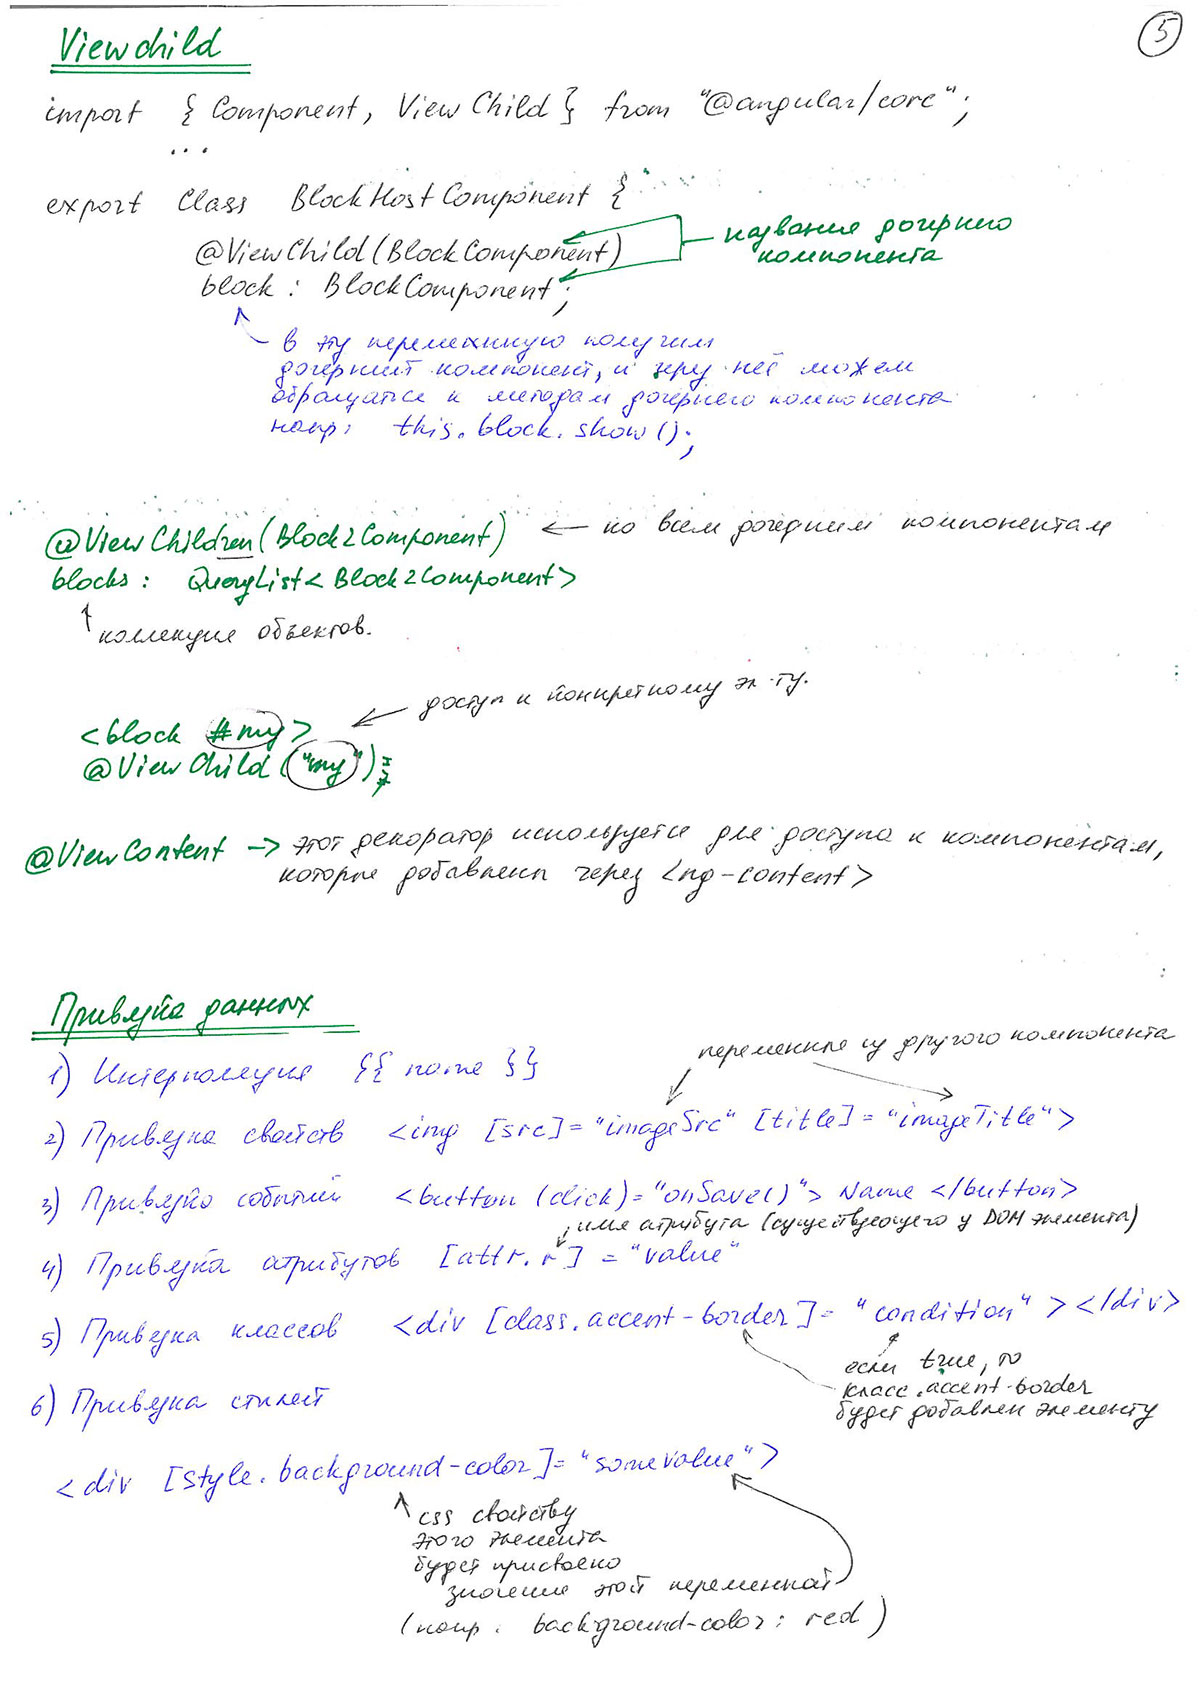 5
ViewChild
import { Component, ViewChild } from "@angular/core";
...
export class BlockHostComponent {
@ViewChild(BlockComponent)
block: BlockComponent;
название дочернего
компонента
в эту переменную получим
дочерний компонент, и через неё можем
обращаться к методам дочернего компонента
напр: this.block.show();
@ViewChildren(Block2Component)
← ко всем дочерним компонентам
blocks: QueryList<Block2Component>
коллекция объектов.
доступ к конкретному эл-ту.
<block #my>
@ViewChild("my");
@ViewContent -> этот декоратор используется для доступа к компонентам,
которые добавлены через <ng-content>
Привязка данных
переменные из другого компонента
1) Интерполяция {{ name }}
2) Привязка свойств <img [src]="imageSrc" [title]="imageTitle">
3) Привязка событий <button (click)="onSave()"> Name </button>
имя атрибута (существующего у DOM элемента)
4) Привязка атрибутов [attr.r] = "value"
5) Привязка классов <div [class.accent-border]= "condition" ></div>
если true, то
класс .accent-border
будет добавлен элементу
6) Привязка стилей
<div [style.background-color]= "someValue">
css свойству
этого элемента
будет присвоено
значение этой переменной
(напр. background-color: red)